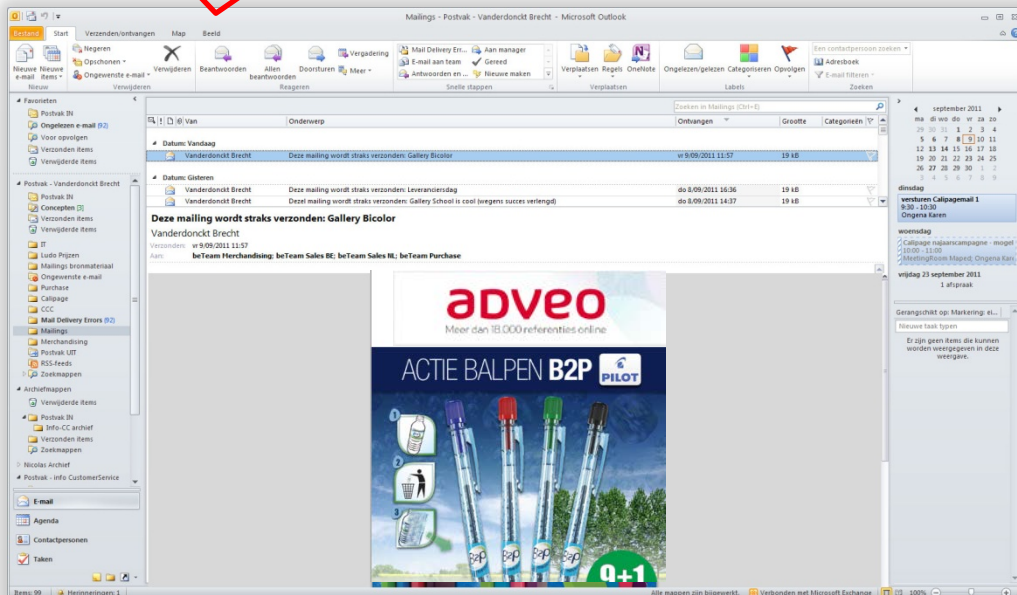 Mailings - Postvak - Vanderdonckt Brecht - Microsoft Outlook
Bestand Start Verzenden/ontvangen Map Beeld
Nieuwe e-mail
Nieuwe items
Nieuw
Negeren
Opschonen
Ongewenste e-mail
Verwijderen
Verwijderen
Beantwoorden
Allen beantwoorden
Doorsturen
Vergadering
Meer
Reageren
Mail Delivery Err...
E-mail aan team
Antwoorden en ...
Aan manager
Gereed
Nieuwe maken
Snelle stappen
Verplaatsen Regels OneNote
Verplaatsen
Ongelezen/gelezen Categoriseren Opvolgen
Labels
Een contactpersoon zoeken
Adresboek
E-mail filteren
Zoeken
Favorieten
Postvak IN
Ongelezen e-mail (92)
Voor opvolgen
Verzonden items
Verwijderde items
Postvak - Vanderdonckt Brecht
Postvak IN
Concepten [3]
Verzonden items
Verwijderde items
IT
Ludo Prijzen
Mailings bronmateriaal
Ongewenste e-mail
Purchase
Calipage
CCC
Mail Delivery Errors (92)
Mailings
Merchandising
Postvak UIT
RSS-feeds
Zoekmappen
Archiefmappen
Verwijderde items
Postvak IN
Info-CC archief
Verzonden items
Zoekmappen
Nicolas Archief
Postvak - info CustomerService
E-mail
Agenda
Contactpersonen
Taken
Zoeken in Mailings (Ctrl+E)
Van Onderwerp Ontvangen Grootte Categorieën
Datum: Vandaag
Vanderdonckt Brecht Deze mailing wordt straks verzonden: Gallery Bicolor vr 9/09/2011 11:57 19 kB
Datum: Gisteren
Vanderdonckt Brecht Deze mailing wordt straks verzonden: Leveranciersdag do 8/09/2011 16:36 19 kB
Vanderdonckt Brecht Dezel mailing wordt straks verzonden: Gallery School is cool (wegens succes verlengd) do 8/09/2011 14:37 19 kB
Deze mailing wordt straks verzonden: Gallery Bicolor
Vanderdonckt Brecht
Verzonden: vr 9/09/2011 11:57
Aan: beTeam Merchandising; beTeam Sales BE; beTeam Sales NL; beTeam Purchase
adveo
Meer dan 18.000 referenties online
ACTIE BALPEN B2P PILOT
1
2
3
B2P B2P B2P B2P
9+1
september 2011
ma di wo do vr za zo
29 30 31 1 2 3 4
5 6 7 8 9 10 11
12 13 14 15 16 17 18
19 20 21 22 23 24 25
26 27 28 29 30 1 2
3 4 5 6 7 8 9
dinsdag
versturen Calipagemail 1
9:30 - 10:30
Ongena Karen
woensdag
Calipage najaarscampagne - mogel
10:00 - 11:00
MeetingRoom Maped; Ongena Kare
vrijdag 23 september 2011
1 afspraak
Gerangschikt op: Markering: ei...
Nieuwe taak typen
Er zijn geen items die kunnen
worden weergegeven in deze
weergave.
Items: 99 Herinneringen: 1 Alle mappen zijn bijgewerkt. Verbonden met Microsoft Exchange 100%